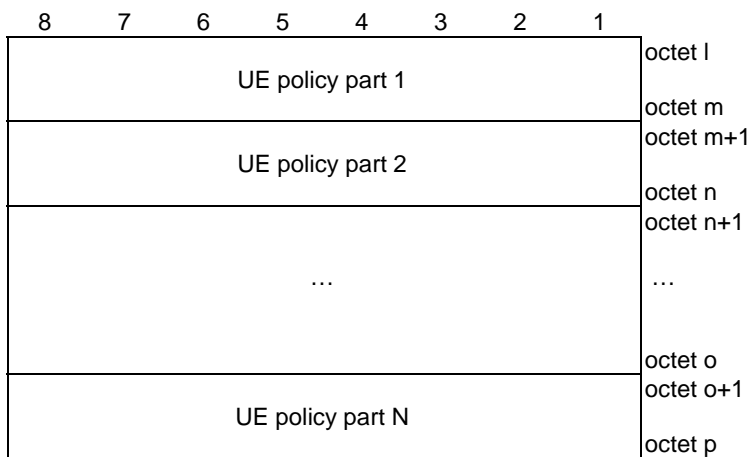 8 7 6 5 4 3 2 1
octet l
UE policy part 1
octet m
octet m+1
UE policy part 2
octet n
octet n+1
… …
octet o
octet o+1
UE policy part N
octet p